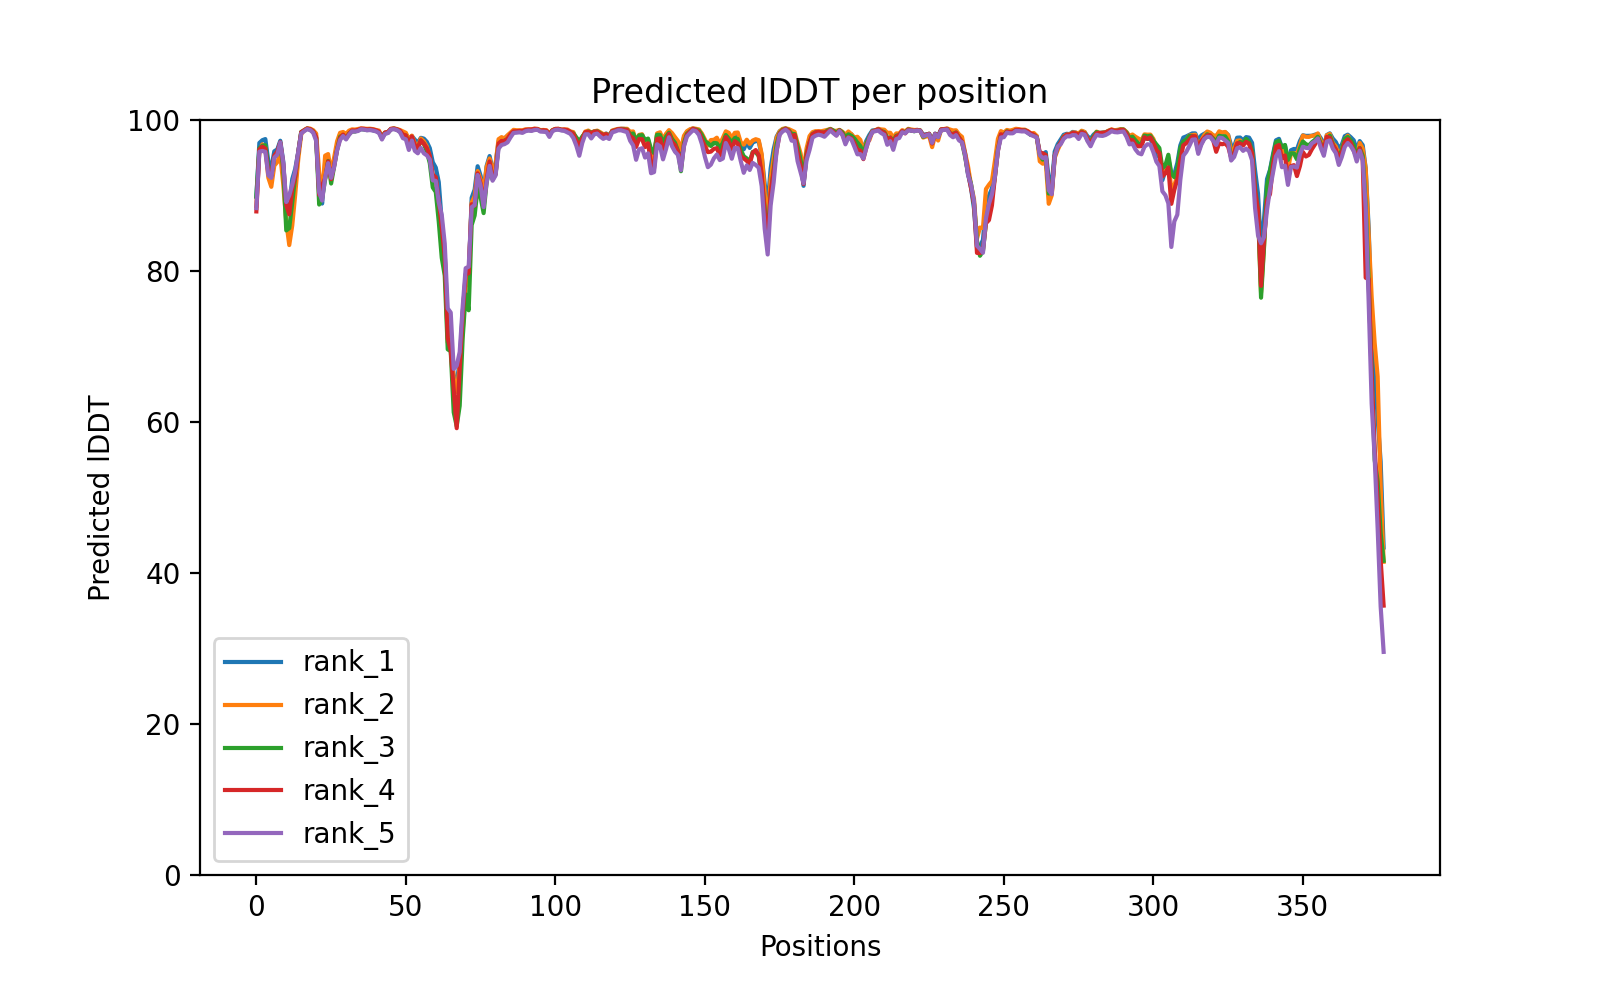 Predicted lDDT per position
100
80
60
40
20
0
Predicted lDDT
rank_1
rank_2
rank_3
rank_4
rank_5
0 50 100 150 200 250 300 350
Positions